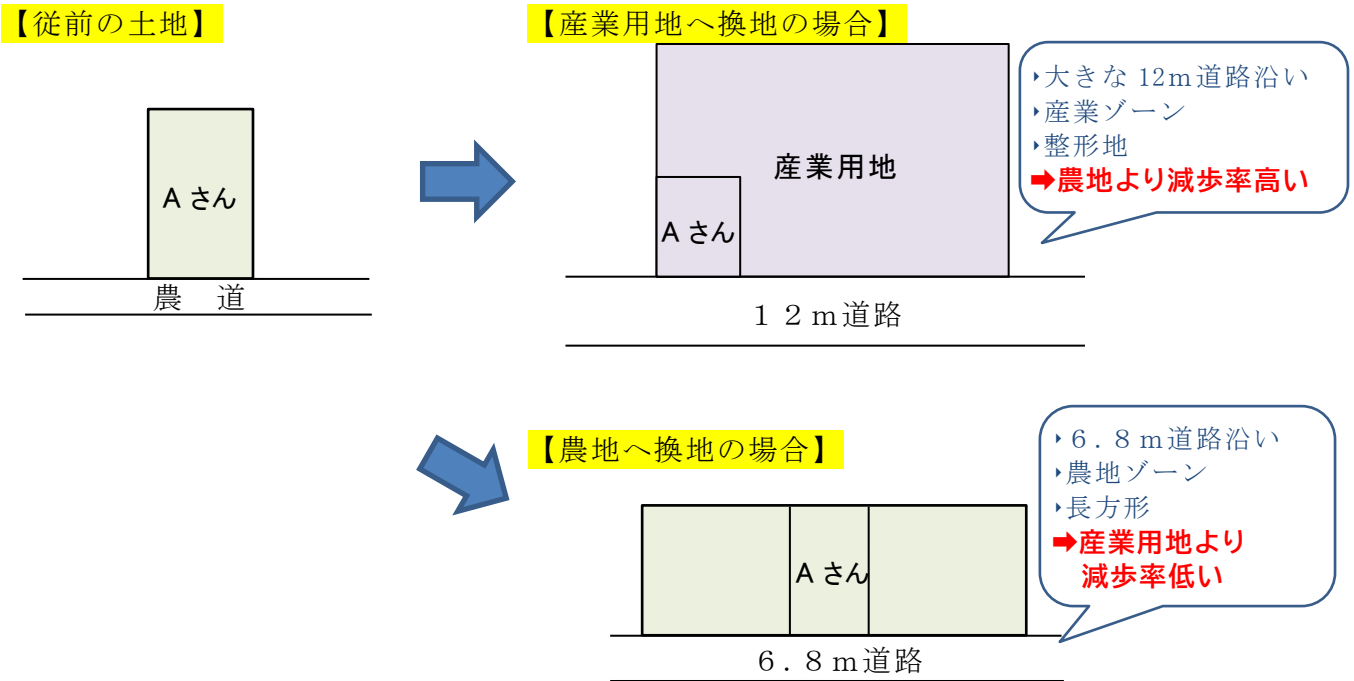 【従前の土地】
Aさん
農 道
【産業用地へ換地の場合】
産業用地
Aさん
12m道路
‣大きな12m道路沿い
‣産業ゾーン
‣整形地
➡農地より減歩率高い
【農地へ換地の場合】
Aさん
6.8m道路
‣6.8m道路沿い
‣農地ゾーン
‣長方形
➡産業用地より
減歩率低い